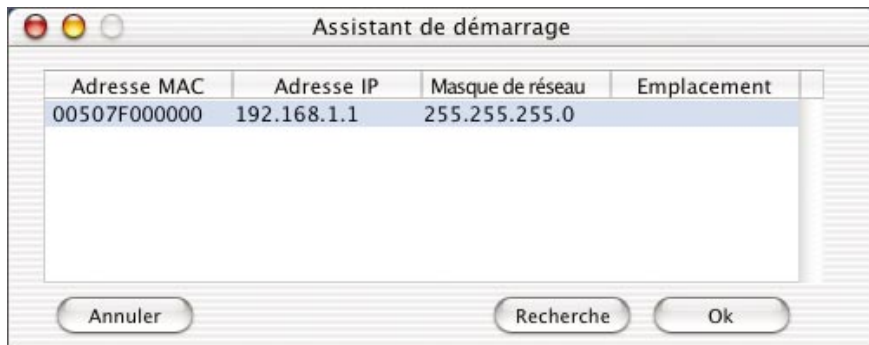 Assistant de démarrage
Adresse MAC Adresse IP Masque de réseau Emplacement
00507F000000 192.168.1.1 255.255.255.0
Annuler Recherche Ok